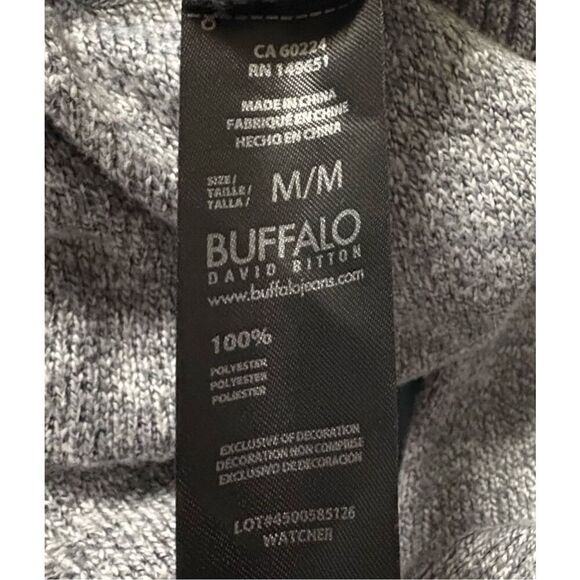 CA 60224
RN 149651
MADE IN CHINA
FABRIQUE EN CHINE
HECHO EN CHINA
SIZE /
TAILLE /
TALLA /
M/M
BUFFALO
DAVID BITTON
www.buffalojeans.com
100%
POLYESTER
POLYESTER
POLIESTER
EXCLUSIVE OF DECORATION
DÉCORATION NON COMPRISE
EXCLUSIVO DE DECORACIÓN
LOT#4500585126
WATCHER